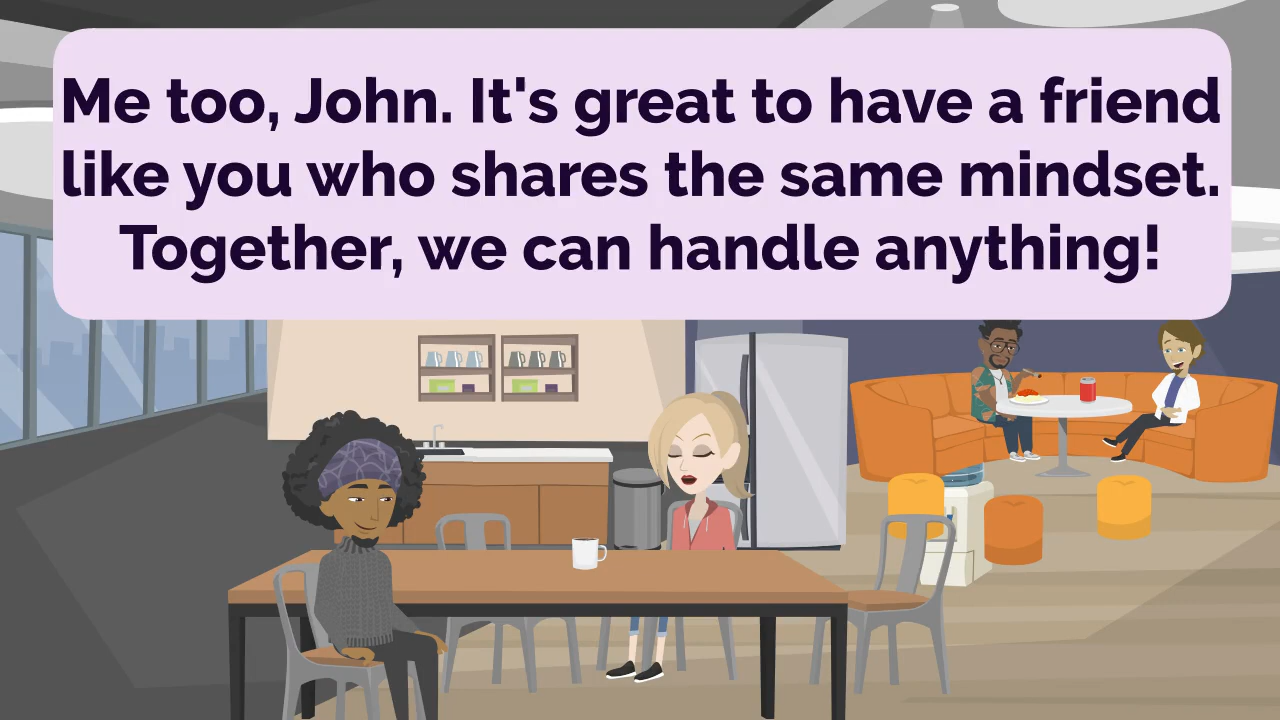 Me too, John. It's great to have a friend
like you who shares the same mindset.
Together, we can handle anything!